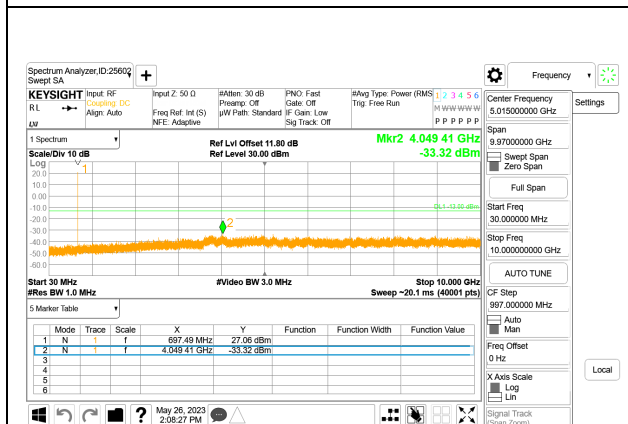 Spectrum Analyzer,ID:25602
Swept SA
+
Frequency
KEYSIGHT
Input: RF
Input Z: 50 Ω
#Atten: 30 dB
PNO: Fast
#Avg Type: Power (RMS
1 2 3 4 5 6
RL
Coupling: DC
Preamp: Off
Gate: Off
Trig: Free Run
M W W W W W
Align: Auto
Freq Ref: Int (S)
µW Path: Standard
IF Gain: Low
NFE: Adaptive
Sig Track: Off
P P P P P P
LXI
Center Frequency
5.015000000 GHz
Settings
1 Spectrum
Ref Lvl Offset 11.80 dB
Mkr2 4.049 41 GHz
Scale/Div 10 dB
Ref Level 30.00 dBm
-33.32 dBm
Span
9.97000000 GHz
Swept Span
Zero Span
Log
1
20.0
10.0
0.00
-10.0
DL1 -13.00 dBm
-20.0
2
-30.0
-40.0
-50.0
-60.0
Full Span
Start Freq
30.000000 MHz
Stop Freq
10.000000000 GHz
Start 30 MHz
#Video BW 3.0 MHz
Stop 10.000 GHz
#Res BW 1.0 MHz
Sweep ~20.1 ms (40001 pts)
AUTO TUNE
CF Step
997.000000 MHz
Auto
Man
5 Marker Table
Mode Trace Scale X Y Function Function Width Function Value
1 N 1 f 697.49 MHz 27.06 dBm
2 N 1 f 4.049 41 GHz -33.32 dBm
3
4
5
6
Freq Offset
0 Hz
X Axis Scale
Log
Lin
Local
May 26, 2023
2:08:27 PM
?
Signal Track
(Span Zoom)